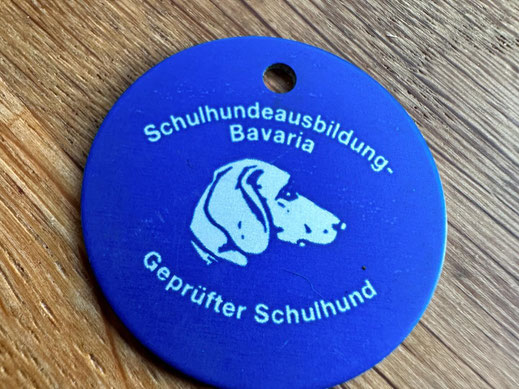 Schulhundeausbildung-
Bavaria
Geprüfter Schulhund